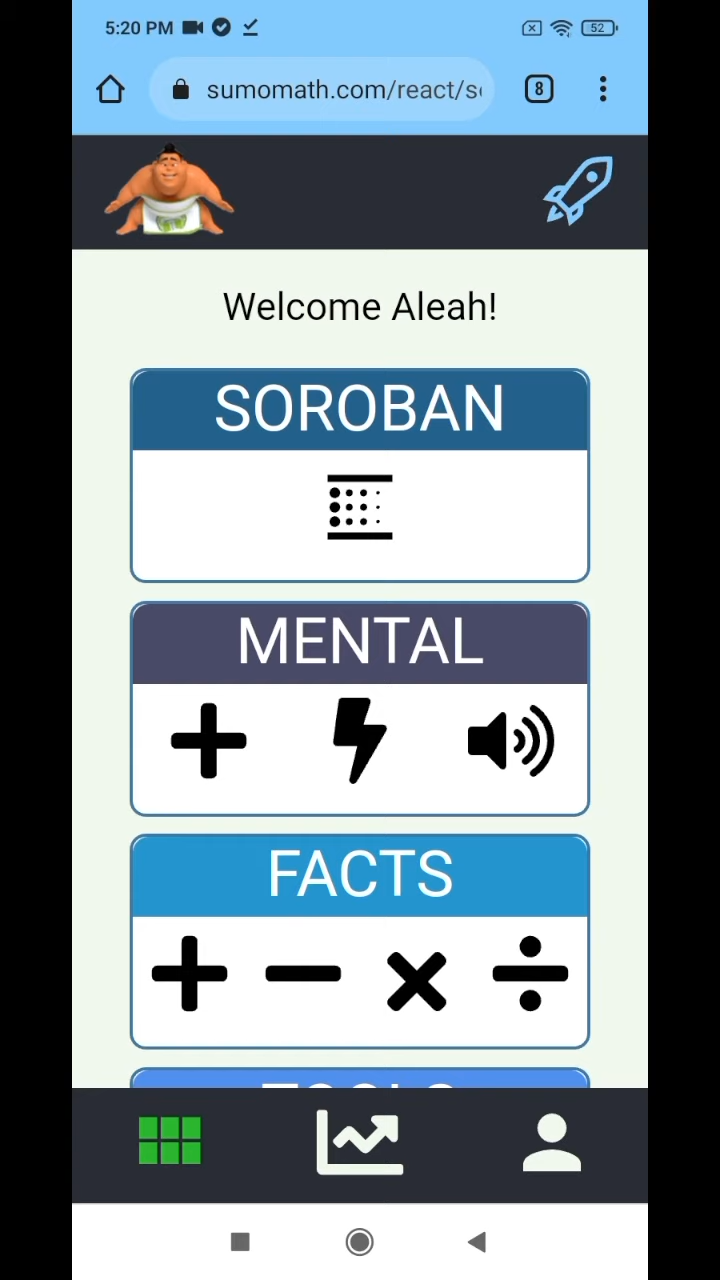 5:20 PM
52
sumomath.com/react/s
8
Welcome Aleah!
SOROBAN
MENTAL
FACTS